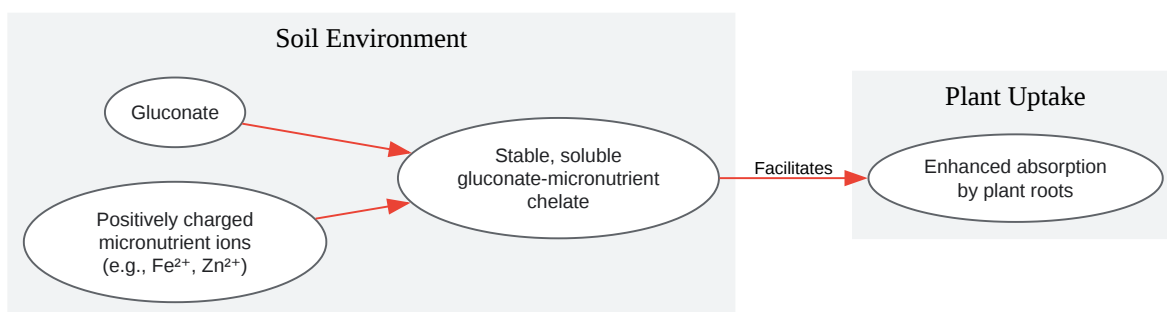 Soil Environment
Gluconate
Positively charged
micronutrient ions
(e.g., Fe²⁺, Zn²⁺)
Stable, soluble
gluconate-micronutrient
chelate
Facilitates
Plant Uptake
Enhanced absorption
by plant roots